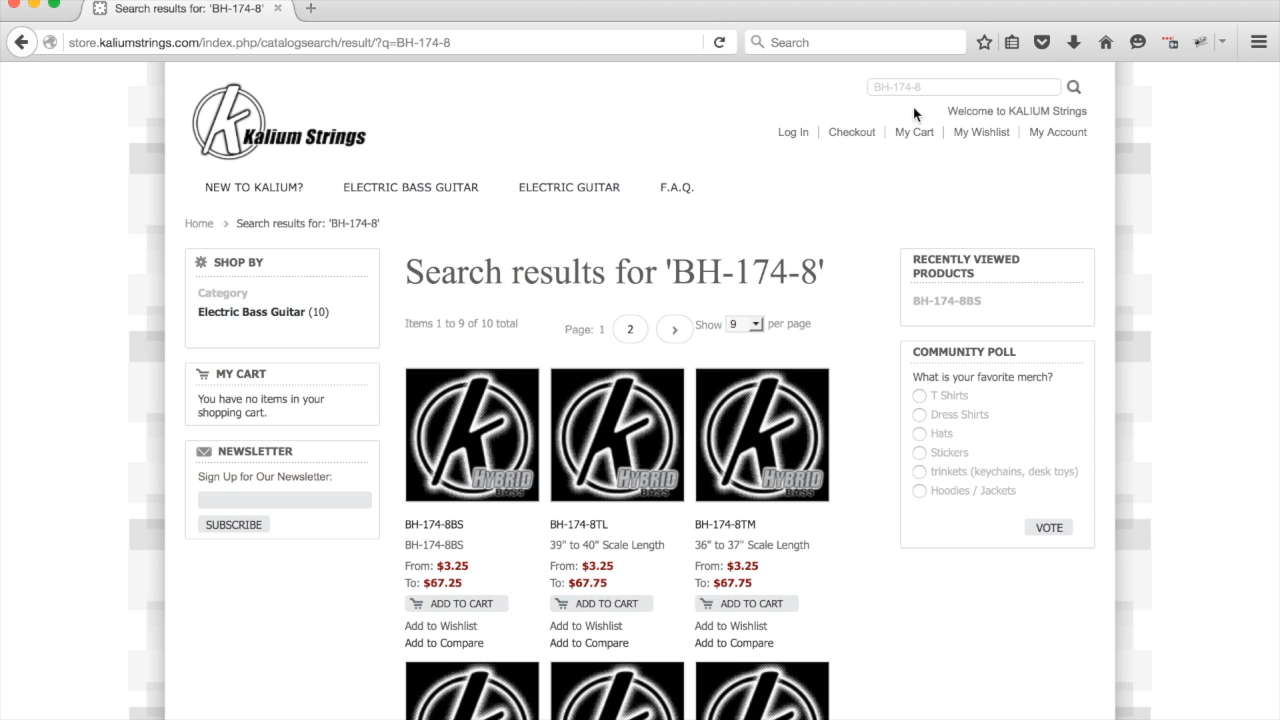 Search results for: 'BH-174-8'
store.kaliumstrings.com/index.php/catalogsearch/result/?q=BH-174-8
Search
BH-174-8
Welcome to KALIUM Strings
Log In
Checkout
My Cart
My Wishlist
My Account
Kalium Strings
NEW TO KALIUM?
ELECTRIC BASS GUITAR
ELECTRIC GUITAR
F.A.Q.
Home
Search results for: 'BH-174-8'
SHOP BY
Category
Electric Bass Guitar (10)
MY CART
You have no items in your
shopping cart.
NEWSLETTER
Sign Up for Our Newsletter:
SUBSCRIBE
Search results for 'BH-174-8'
Items 1 to 9 of 10 total
Page: 1 2
Show 9 per page
HYBRID
BASS
BH-174-8BS
BH-174-8BS
From: $3.25
To: $67.25
ADD TO CART
Add to Wishlist
Add to Compare
HYBRID
BASS
BH-174-8TL
39" to 40" Scale Length
From: $3.25
To: $67.75
ADD TO CART
Add to Wishlist
Add to Compare
HYBRID
BASS
BH-174-8TM
36" to 37" Scale Length
From: $3.25
To: $67.75
ADD TO CART
Add to Wishlist
Add to Compare
RECENTLY VIEWED
PRODUCTS
BH-174-8BS
COMMUNITY POLL
What is your favorite merch?
T Shirts
Dress Shirts
Hats
Stickers
trinkets (keychains, desk toys)
Hoodies / Jackets
VOTE